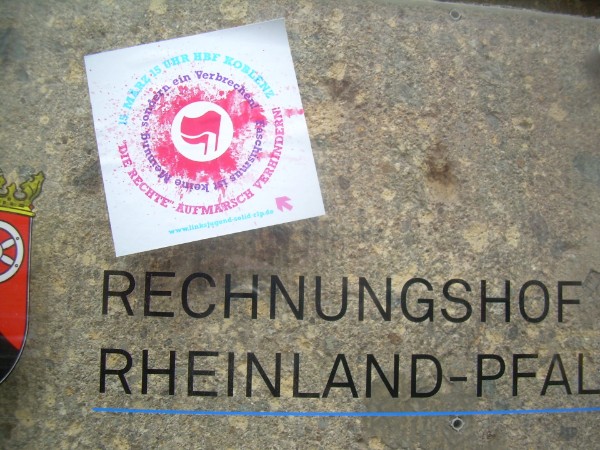 15. MÄRZ 15 UHR HBF KOBLENZ
"DIE RECHTE"-AUFMARSCH VERHINDERN!
Faschismus ist keine Meinung, sondern ein Verbrechen!
www.linksjugend-solid-rlp.de
RECHNUNGSHOF
RHEINLAND-PFAL